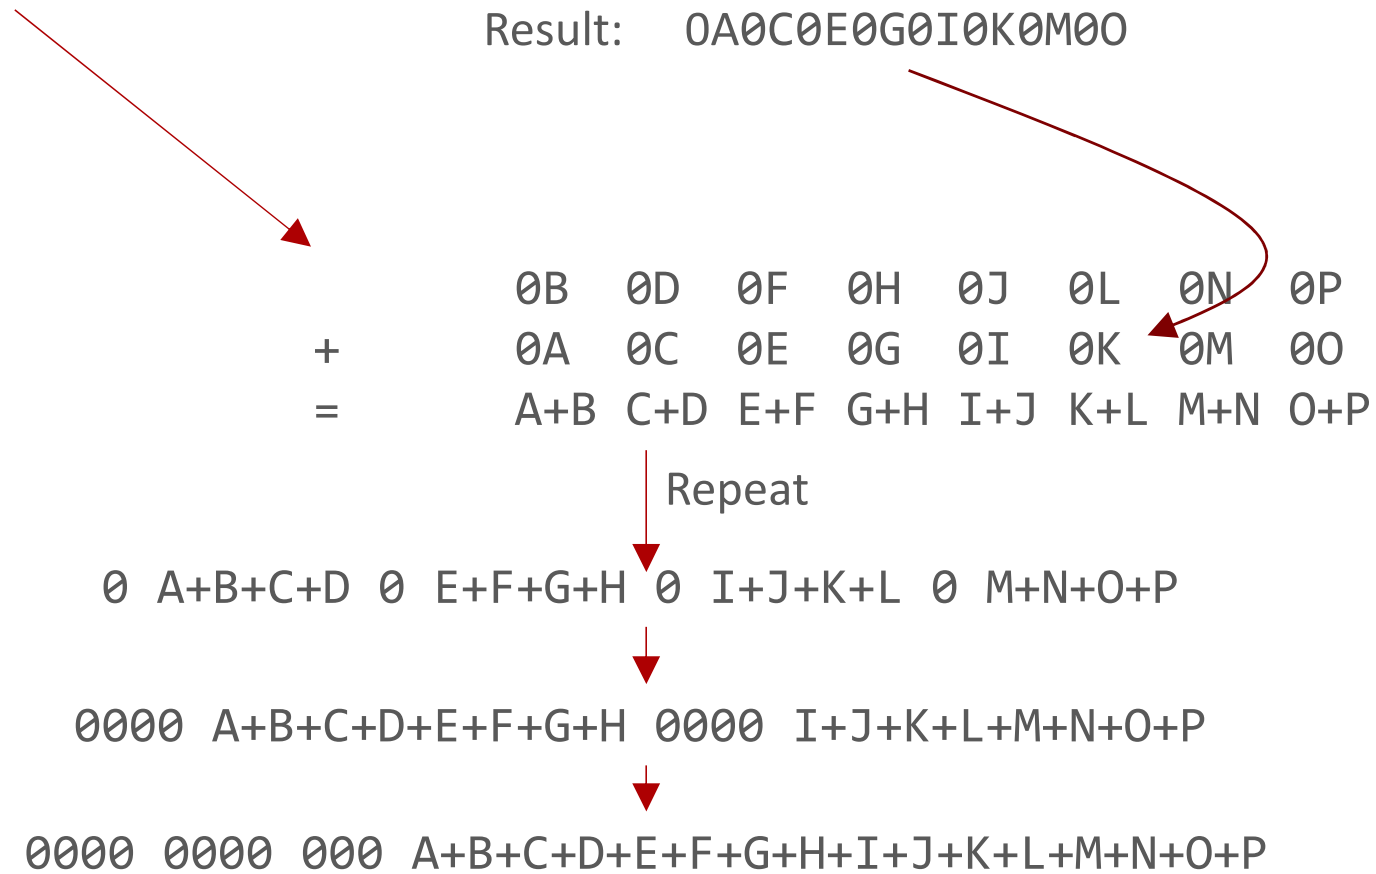 Result: 0A0C0E0G0I0K0M0O
0B 0D 0F 0H 0J 0L 0N 0P
+ 0A 0C 0E 0G 0I 0K 0M 0O
= A+B C+D E+F G+H I+J K+L M+N O+P
Repeat
0 A+B+C+D 0 E+F+G+H 0 I+J+K+L 0 M+N+O+P
0000 A+B+C+D+E+F+G+H 0000 I+J+K+L+M+N+O+P
0000 0000 000 A+B+C+D+E+F+G+H+I+J+K+L+M+N+O+P